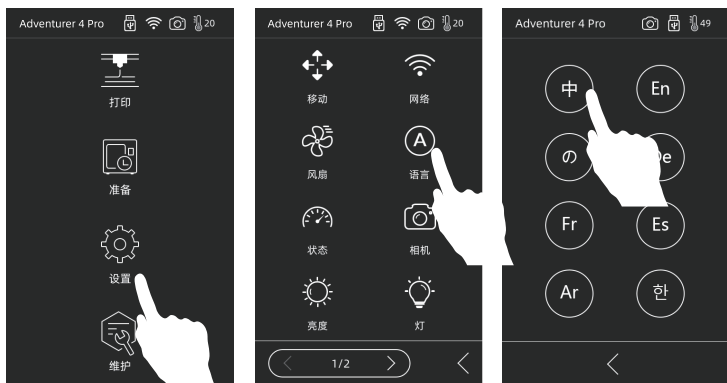 Adventurer 4 Pro 20
打印
准备
设置
维护
Adventurer 4 Pro 20
移动 网络
风扇 语言
状态 相机
亮度 灯
1/2
Adventurer 4 Pro 49
中 En
の
Fr Es
Ar 한